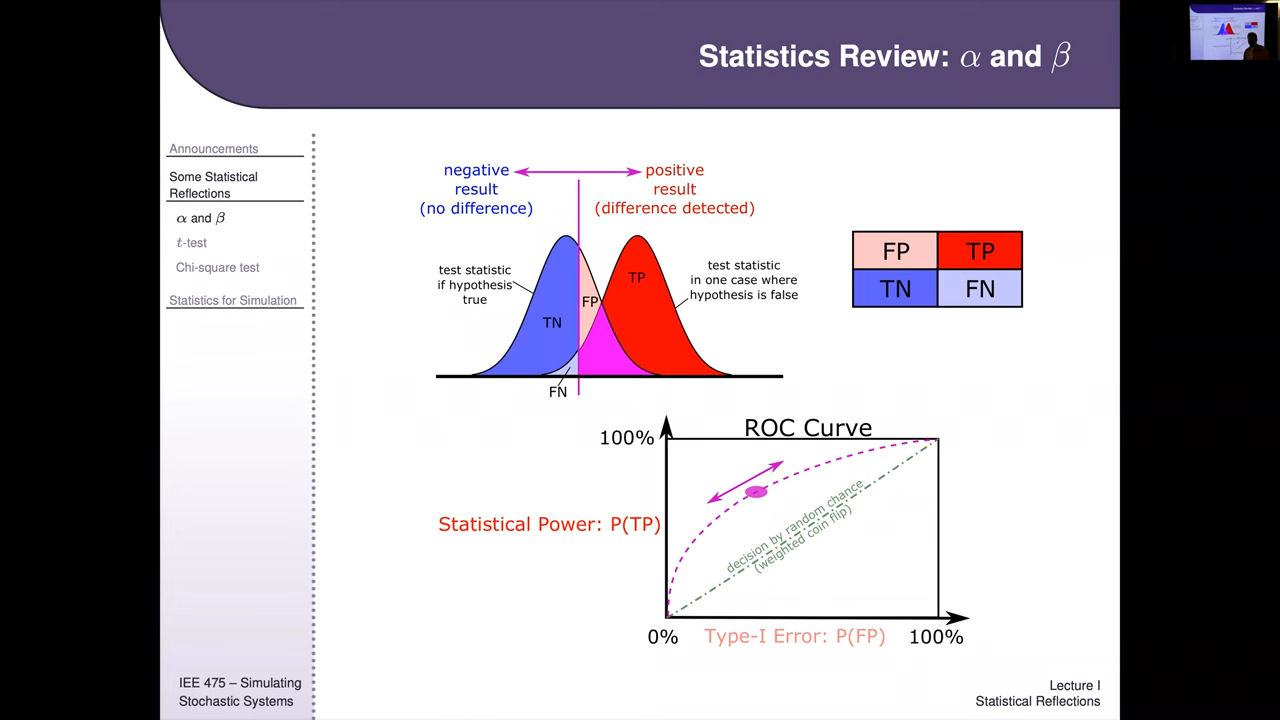 Statistics Review: α and β
Announcements
Some Statistical
Reflections
α and β
t-test
Chi-square test
Statistics for Simulation
negative
result
(no difference)
positive
result
(difference detected)
test statistic
if hypothesis
true
test statistic
in one case where
hypothesis is false
TN
FP
TP
FN
FP TP
TN FN
ROC Curve
100%
Statistical Power: P(TP)
decision by random chance
(weighted coin flip)
0% Type-I Error: P(FP) 100%
IEE 475 – Simulating
Stochastic Systems
Lecture I
Statistical Reflections